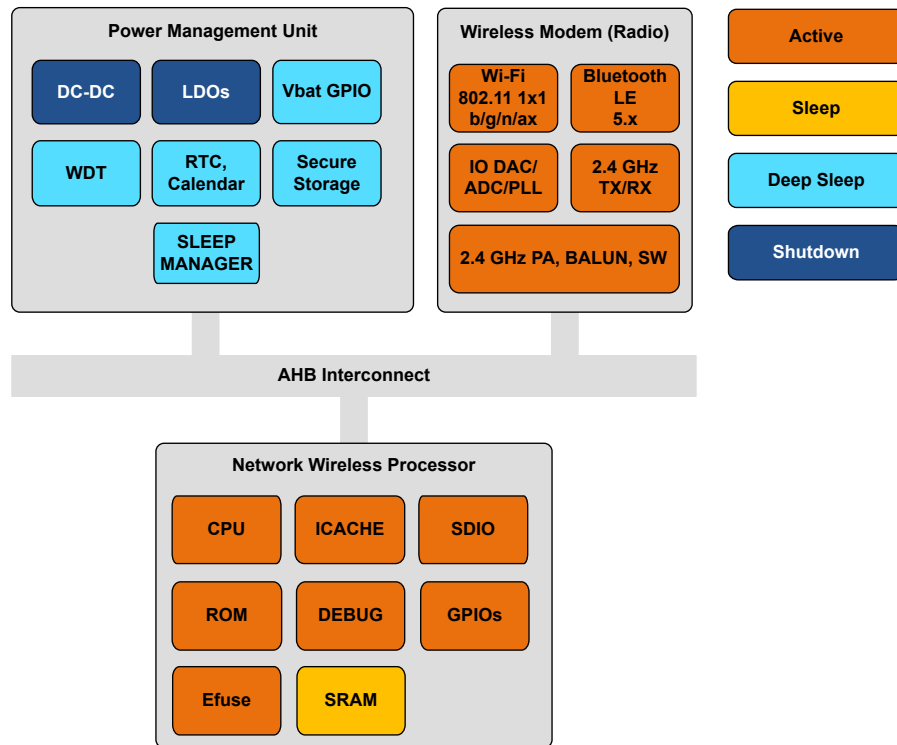 Power Management Unit
DC-DC
LDOs
Vbat GPIO
WDT
RTC,
Calendar
Secure
Storage
SLEEP
MANAGER
Wireless Modem (Radio)
Wi-Fi
802.11 1x1
b/g/n/ax
Bluetooth
LE
5.x
IO DAC/
ADC/PLL
2.4 GHz
TX/RX
2.4 GHz PA, BALUN, SW
Active
Sleep
Deep Sleep
Shutdown
AHB Interconnect
Network Wireless Processor
CPU
ICACHE
SDIO
ROM
DEBUG
GPIOs
Efuse
SRAM